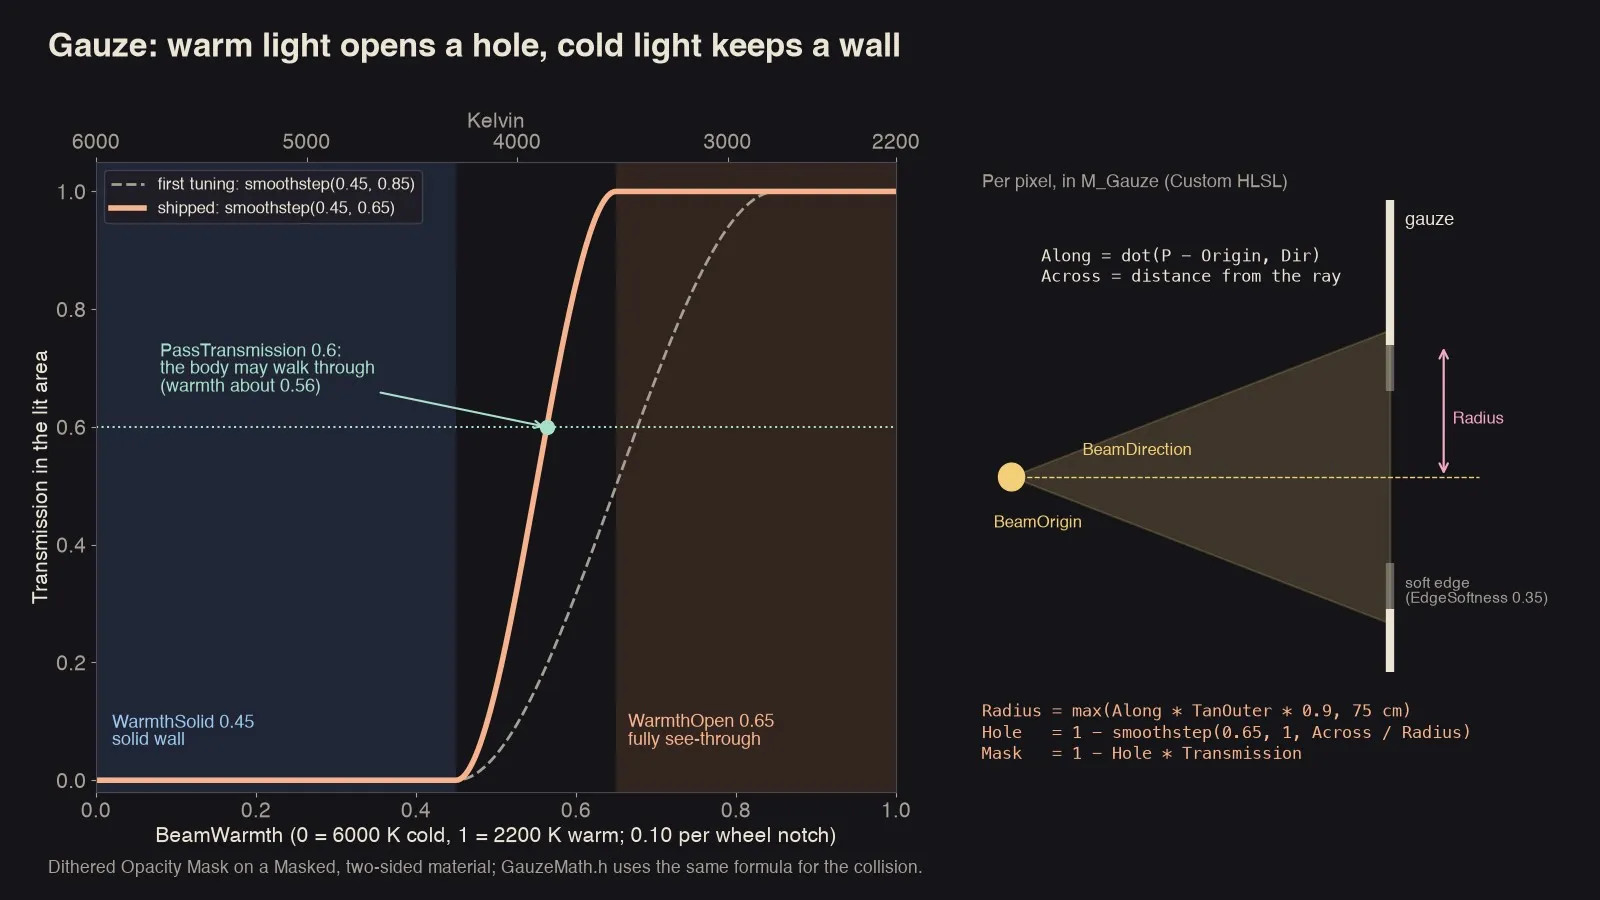 Gauze: warm light opens a hole, cold light keeps a wall
Kelvin
6000 5000 4000 3000 2200
first tuning: smoothstep(0.45, 0.85)
shipped: smoothstep(0.45, 0.65)
1.0
0.8
0.6
0.4
0.2
0.0
Transmission in the lit area
PassTransmission 0.6:
the body may walk through
(warmth about 0.56)
WarmthSolid 0.45
solid wall
WarmthOpen 0.65
fully see-through
0.0 0.2 0.4 0.6 0.8 1.0
BeamWarmth (0 = 6000 K cold, 1 = 2200 K warm; 0.10 per wheel notch)
Per pixel, in M_Gauze (Custom HLSL)
gauze
Along = dot(P − Origin, Dir)
Across = distance from the ray
Radius
BeamDirection
BeamOrigin
soft edge
(EdgeSoftness 0.35)
Radius = max(Along * TanOuter * 0.9, 75 cm)
Hole = 1 − smoothstep(0.65, 1, Across / Radius)
Mask = 1 − Hole * Transmission
Dithered Opacity Mask on a Masked, two-sided material; GauzeMath.h uses the same formula for the collision.